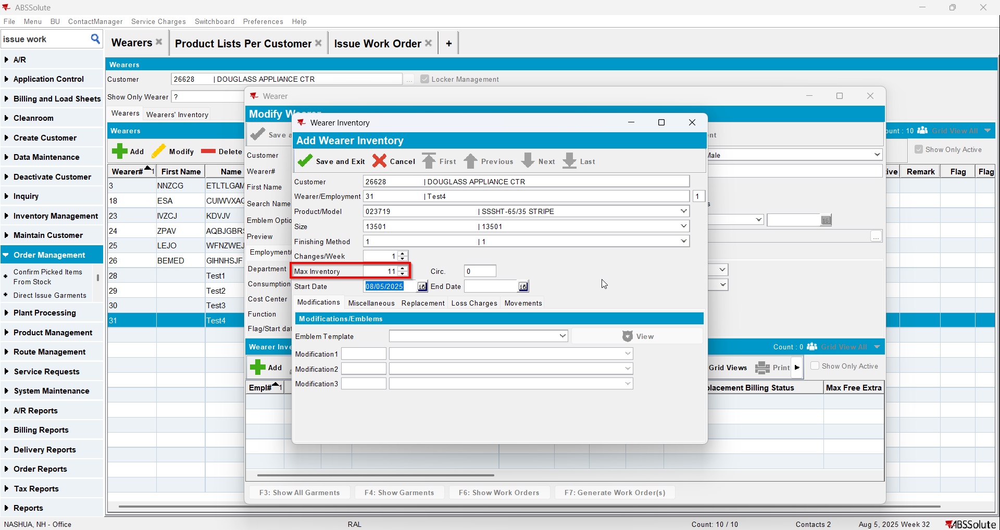 ABSSolute
File Menu BU ContactManager Service Charges Switchboard Preferences Help
issue work
Wearers Product Lists Per Customer Issue Work Order +
A/R
Application Control
Billing and Load Sheets
Cleanroom
Create Customer
Data Maintenance
Deactivate Customer
Inquiry
Inventory Management
Maintain Customer
Order Management
Confirm Picked Items
From Stock
Direct Issue Garments
Plant Processing
Product Management
Route Management
Service Requests
System Maintenance
A/R Reports
Billing Reports
Delivery Reports
Order Reports
Tax Reports
Reports
Wearers
Customer 26628 | DOUGLASS APPLIANCE CTR ... Locker Management
Show Only Wearer ?
Wearers Wearers' Inventory
Wearers
Add Modify Delete
Wearer# 1 First Name Name
3 NNZCG ETLTLGAM
18 ESA CUIWVXAC
23 IVZCJ KDVJV
24 ZPAV AQBJGBRS
25 LEJO WFNZWEJ
26 BEMED GIHNHSJF
28 Test1
29 Test2
30 Test3
31 Test4
ount : 10 Grid View All
Show Only Active
ive Remark Flag Flag
Wearer
Modify Wearer
Save a
nt
Customer
Wearer#
First Name
Search Name
Emblem Optio
Preview
Employment#
Department
Consumption
Cost Center
Function
Flag/Start dat
Male
s
16
...
Wearer Inve
Count : 0 Grid View All
Add
Grid Views Print Show Only Active
Empl# 1
placement Billing Status Max Free Extra
F3: Show All Garments F4: Show Garments F6: Show Work Orders F7: Generate Work Order(s)
Wearer Inventory
Add Wearer Inventory
Save and Exit Cancel First Previous Next Last
Customer 26628 | DOUGLASS APPLIANCE CTR
Wearer/Employment 31 | Test4 1
Product/Model 023719 | SSSHT-65/35 STRIPE
Size 13501 | 13501
Finishing Method 1 | 1
Changes/Week 1
Max Inventory 11 Circ. 0
Start Date 08/05/2025 16 End Date 16
Modifications Miscellaneous Replacement Loss Charges Movements
Modifications/Emblems
Emblem Template View
Modification1
Modification2
Modification3
NASHUA, NH - Office RAL Count: 10 / 10 Contacts 2 Aug 5, 2025 Week 32 ABSSolute